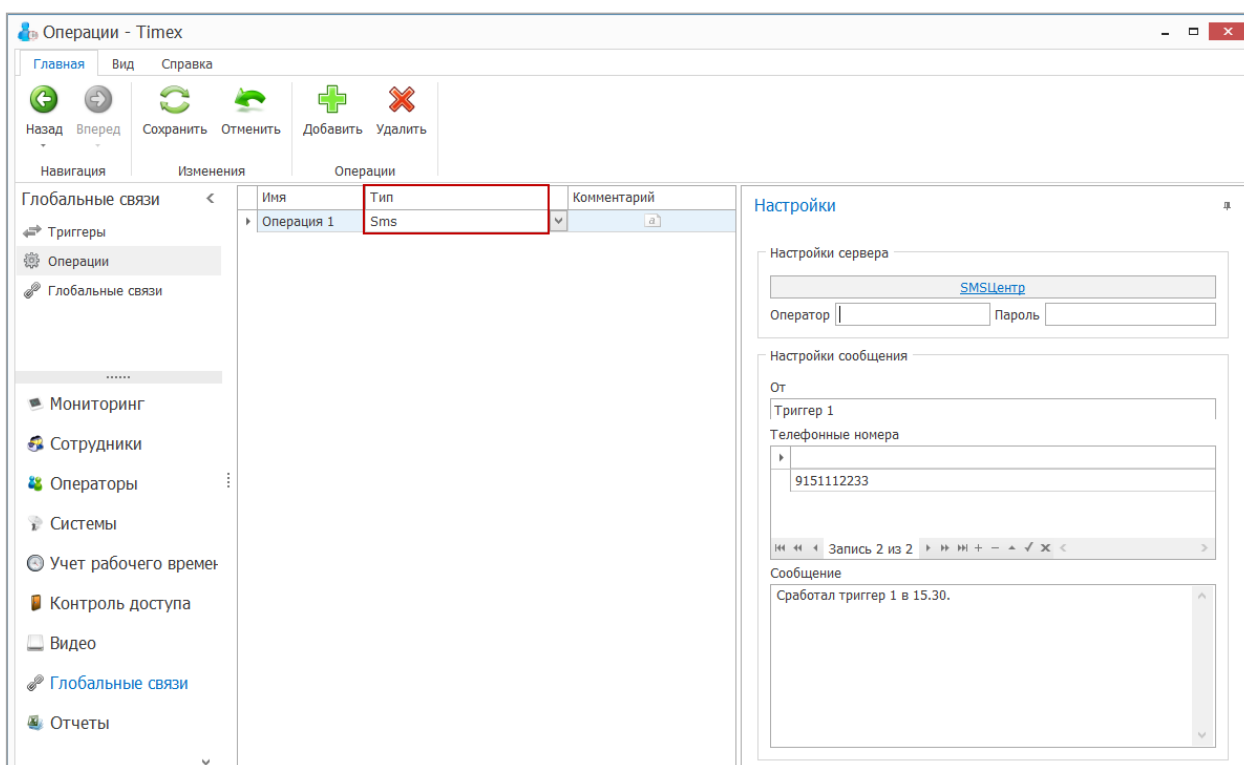 Операции - Timex
Главная Вид Справка
Назад Вперед Сохранить Отменить Добавить Удалить
Навигация Изменения Операции
Глобальные связи
Триггеры
Операции
Глобальные связи
Мониторинг
Сотрудники
Операторы
Системы
Учет рабочего времен
Контроль доступа
Видео
Глобальные связи
Отчеты
Имя Тип Комментарий
Операция 1 Sms a
Настройки
Настройки сервера
SMSЦентр
Оператор Пароль
Настройки сообщения
От
Триггер 1
Телефонные номера
9151112233
Запись 2 из 2
Сообщение
Сработал триггер 1 в 15.30.